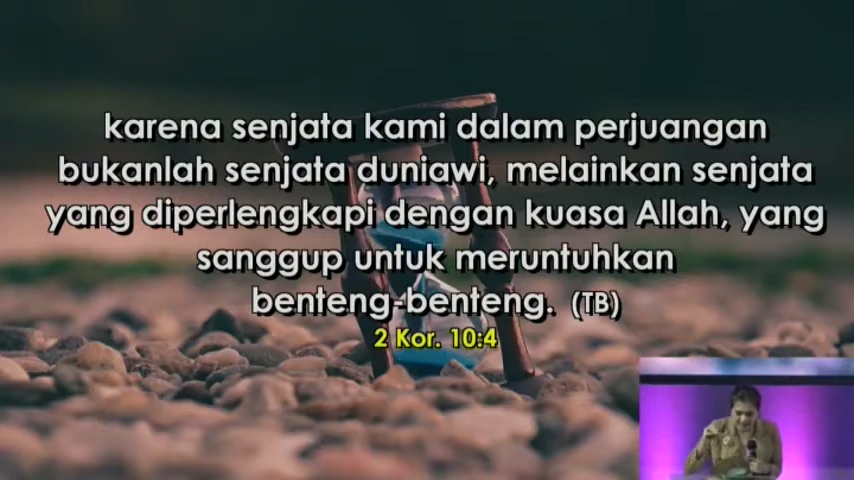 karena senjata kami dalam perjuangan
bukanlah senjata duniawi, melainkan senjata
yang diperlengkapi dengan kuasa Allah, yang
sanggup untuk meruntuhkan
benteng-benteng. (TB)
2 Kor. 10:4